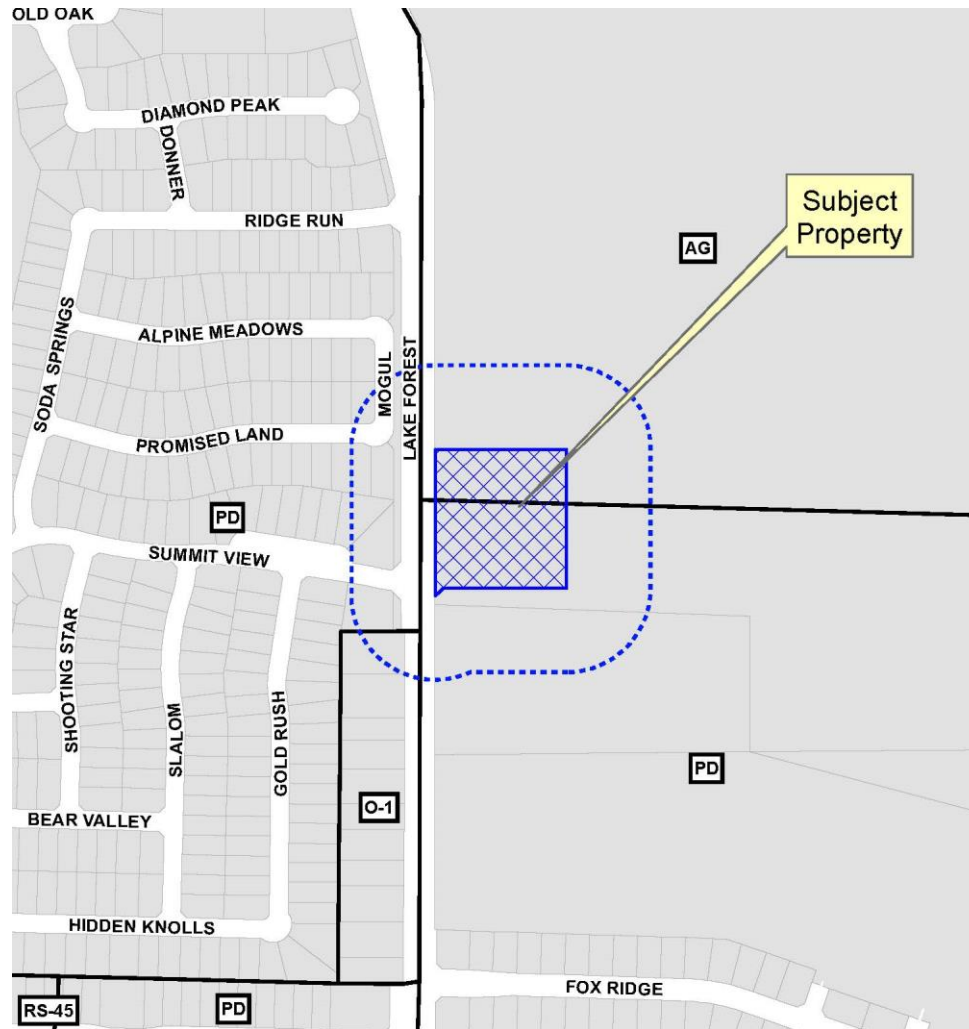 OLD OAK
DIAMOND PEAK
DONNER
RIDGE RUN
Subject
Property
AG
SODA SPRINGS
ALPINE MEADOWS
MOGUL
LAKE FOREST
PROMISED LAND
PD
SUMMIT VIEW
SHOOTING STAR
SLALOM
GOLD RUSH
PD
O-1
BEAR VALLEY
HIDDEN KNOLLS
FOX RIDGE
RS-45
PD